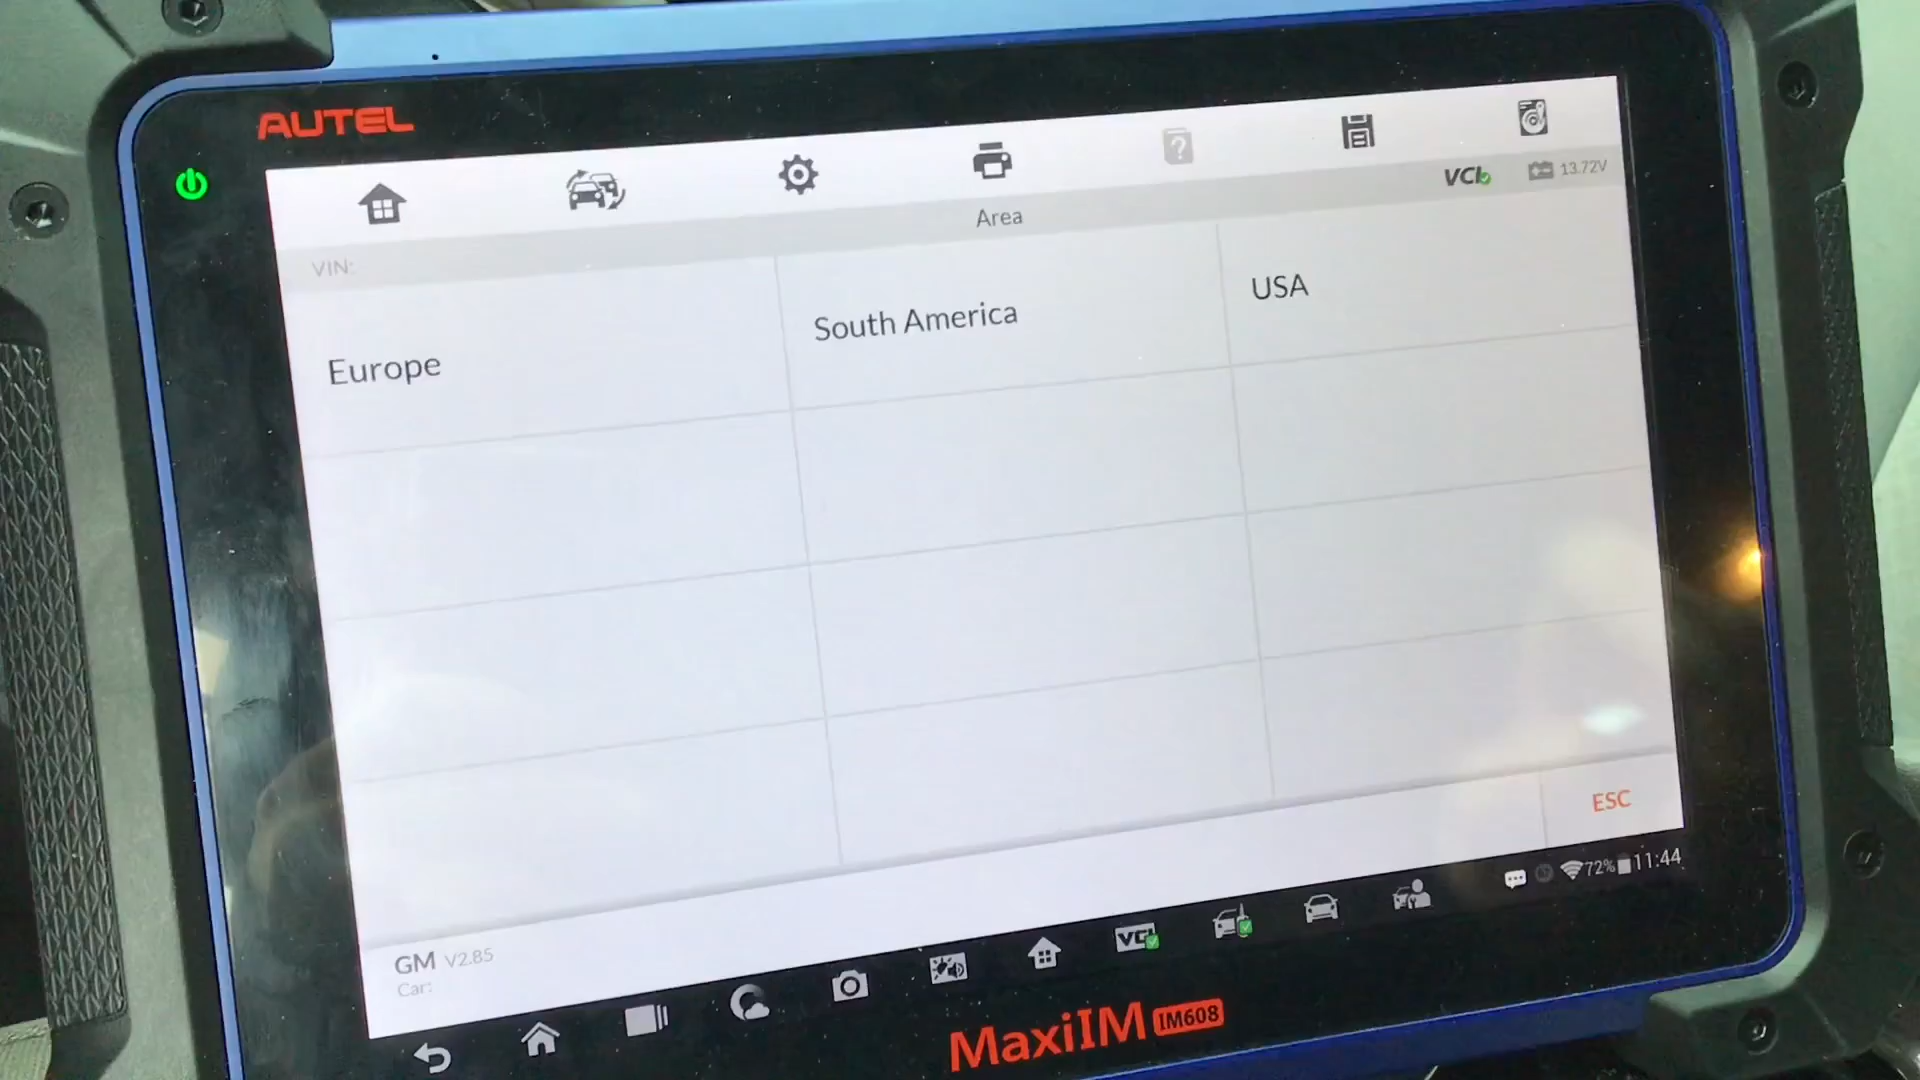 AUTEL
VCI
13.72V
Area
VIN:
Europe
South America
USA
ESC
GM V2.85
Car:
VCI
72%
11:44
MaxiIM IM608